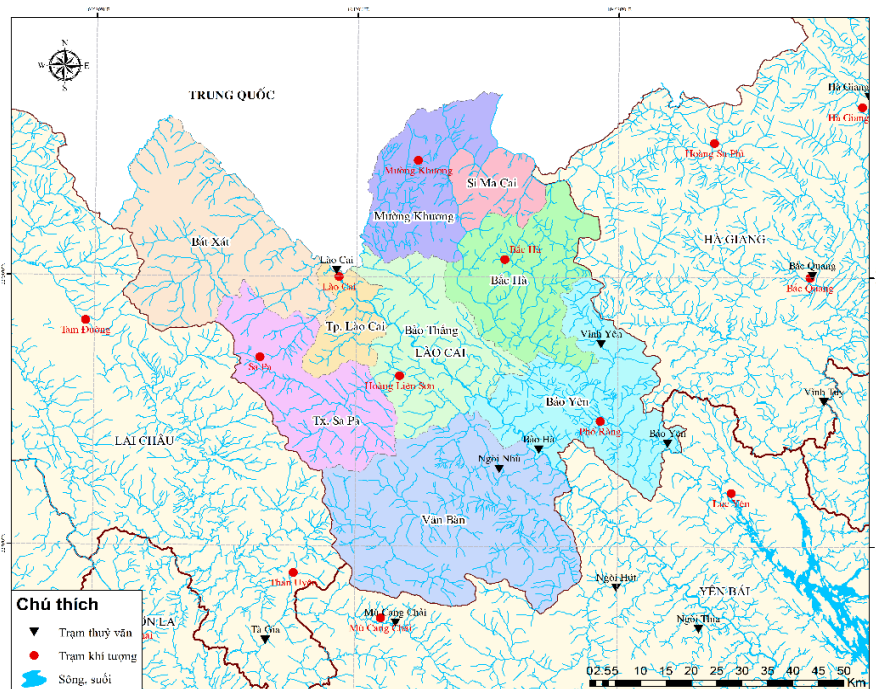 N
W
E
S
TRUNG QUỐC
Hà Giang
Hà Giang
Hoàng Su Phì
Mường Khương
Si Ma Cai
Mường Khương
Bát Xát
HÀ GIANG
Bắc Hà
Lào Cai
Lào Cai
Bắc Hà
Bắc Quang
Bắc Quang
Tam Đường
Tp. Lào Cai
Bảo Thắng
LÀO CAI
Vĩnh Yên
Sa Pa
Hoàng Liên Sơn
Bảo Yên
Vĩnh Tuy
Tx. Sa Pa
Phố Ràng
LAI CHÂU
Bảo Hà
Bảo Yên
Ngòi Nhù
Lục Yên
Văn Bàn
Than Uyên
Ngòi Hút
YÊN BÁI
Chú thích
Trạm thuỷ văn
Trạm khí tượng
Sông, suối
ƠN LA
Tà Gia
Mù Cang Chải
Mù Cang Chải
Ngòi Thia
0 2.5 5 10 15 20 25 30 35 40 45 50
Km